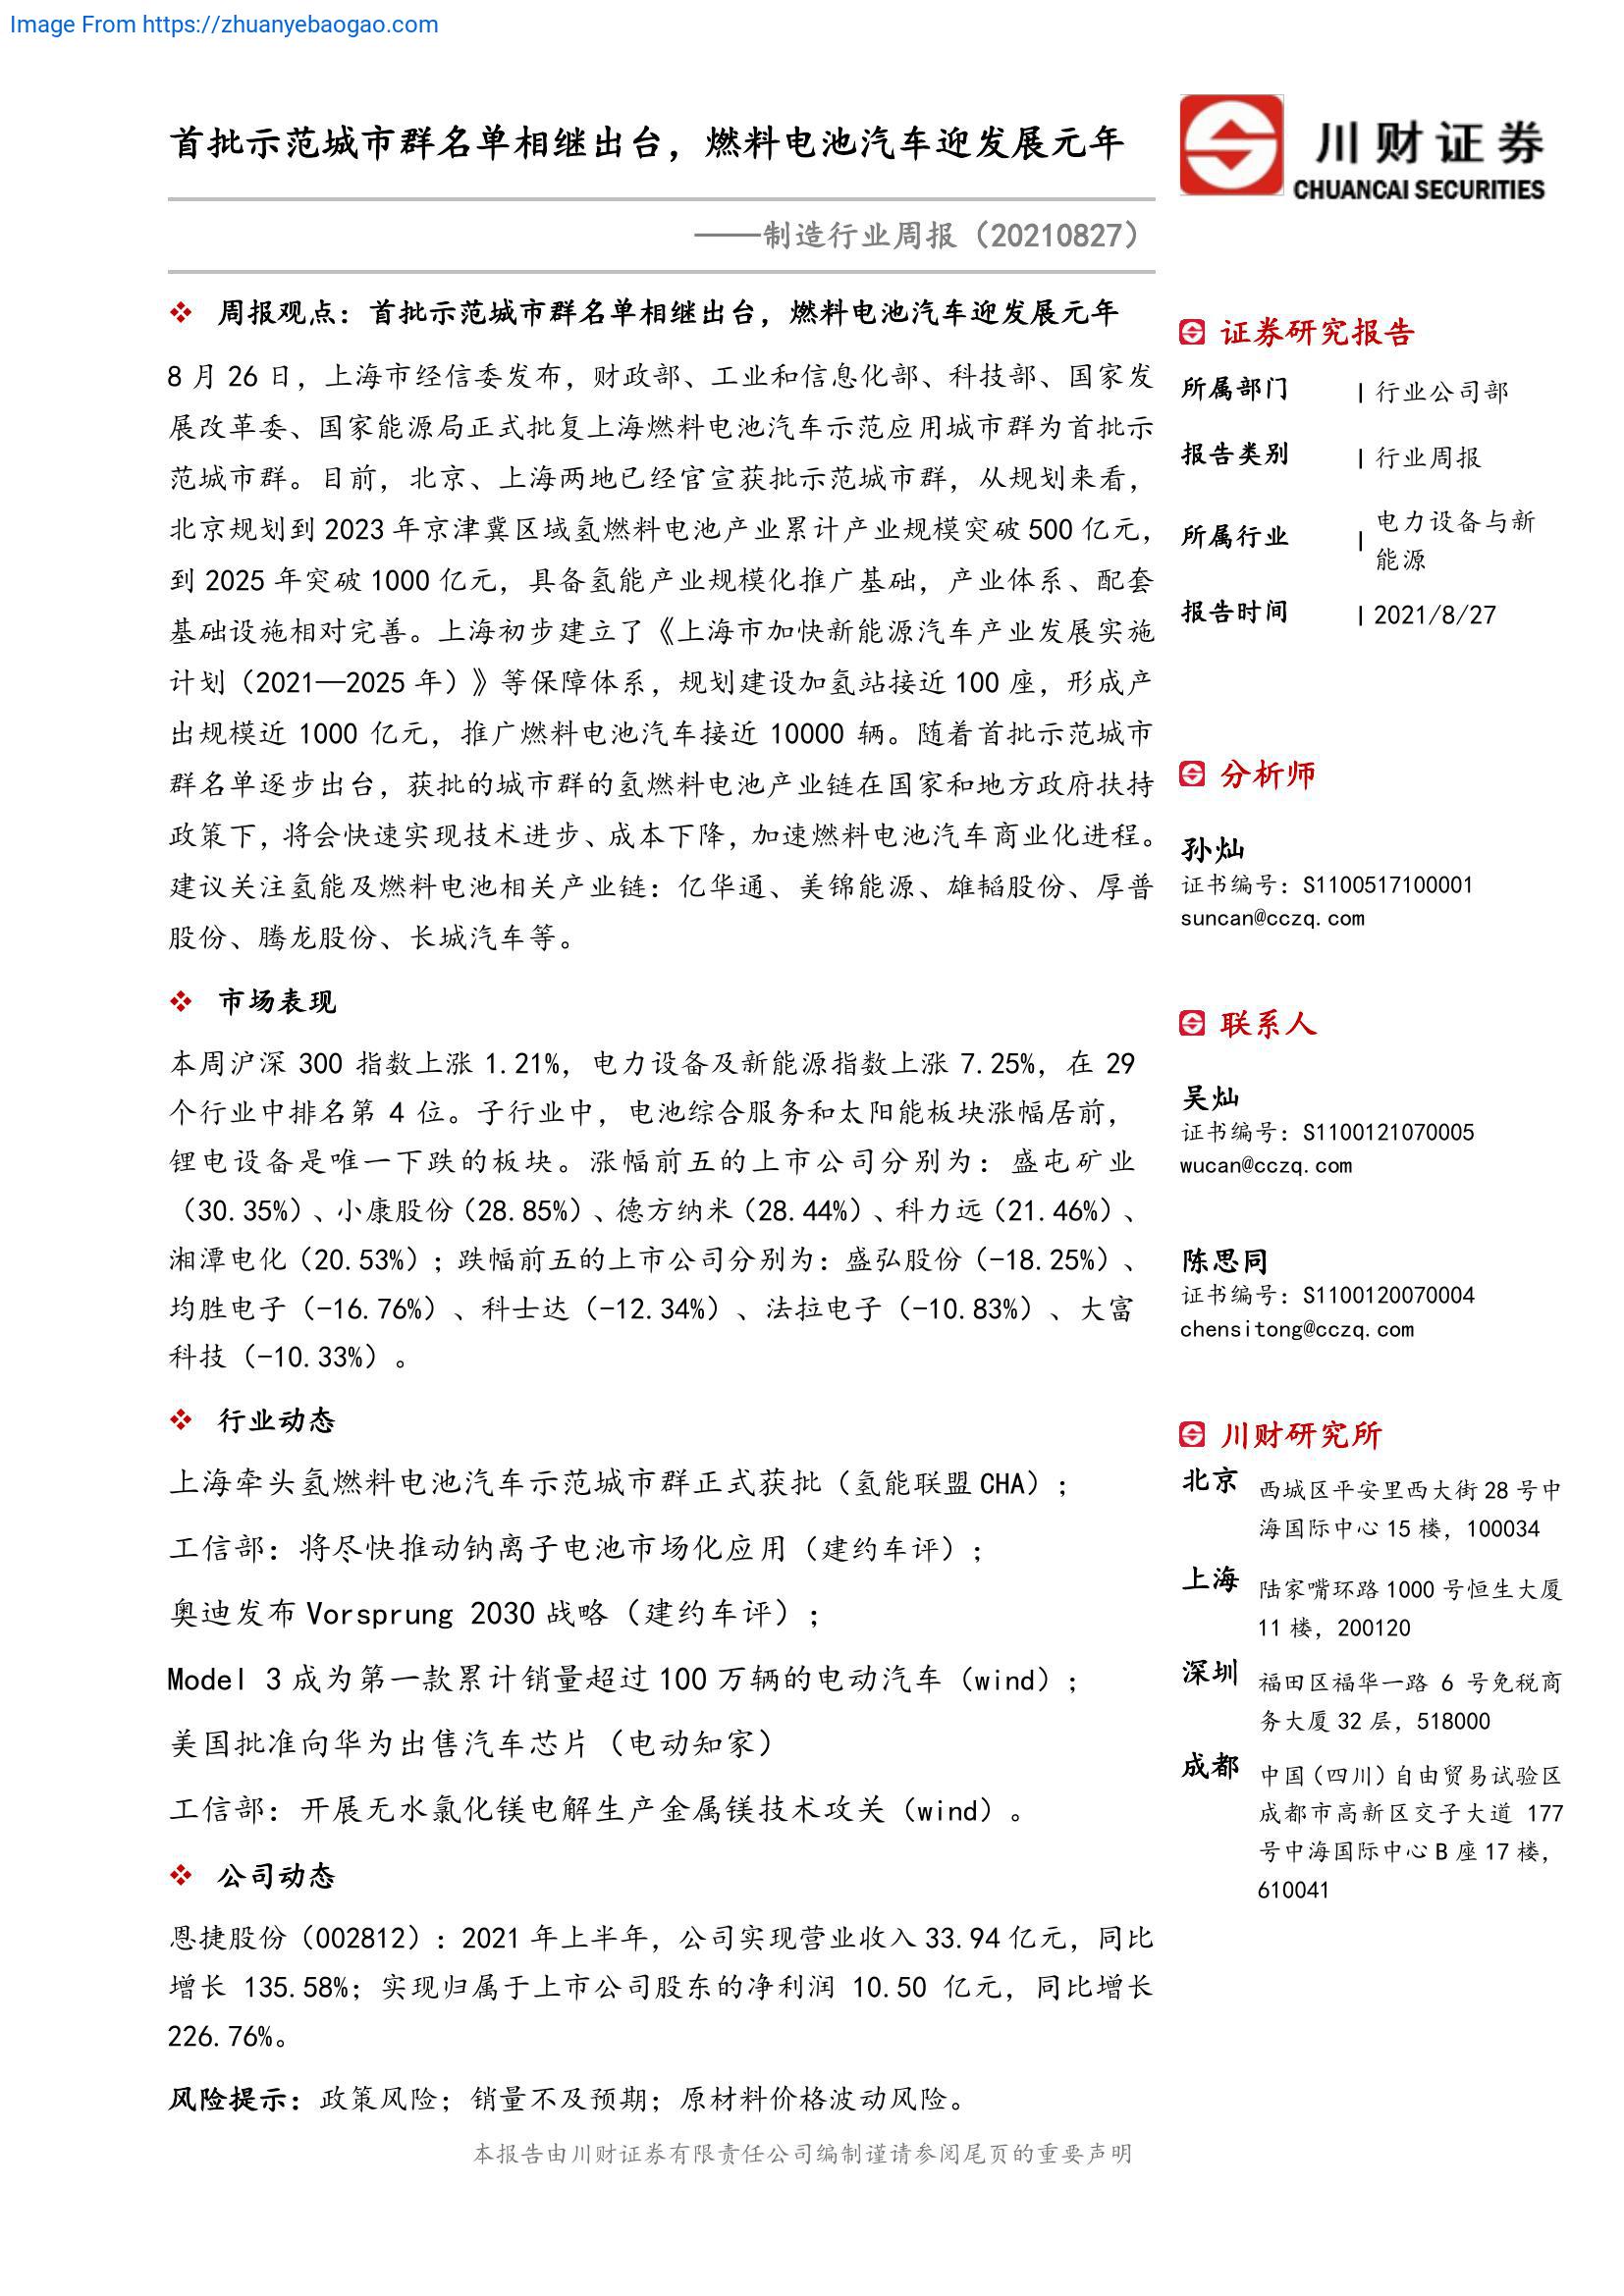 Image From https://zhuanyebaogao.com
首批示范城市群名单相继出台，燃料电池汽车迎发展元年
川财证券
CHUANCAI SECURITIES
——制造行业周报（20210827）
周报观点：首批示范城市群名单相继出台，燃料电池汽车迎发展元年
8 月 26 日，上海市经信委发布，财政部、工业和信息化部、科技部、国家发
展改革委、国家能源局正式批复上海燃料电池汽车示范应用城市群为首批示
范城市群。目前，北京、上海两地已经官宣获批示范城市群，从规划来看，
北京规划到 2023 年京津冀区域氢燃料电池产业累计产业规模突破 500 亿元，
到 2025 年突破 1000 亿元，具备氢能产业规模化推广基础，产业体系、配套
基础设施相对完善。上海初步建立了《上海市加快新能源汽车产业发展实施
计划（2021—2025 年）》等保障体系，规划建设加氢站接近 100 座，形成产
出规模近 1000 亿元，推广燃料电池汽车接近 10000 辆。随着首批示范城市
群名单逐步出台，获批的城市群的氢燃料电池产业链在国家和地方政府扶持
政策下，将会快速实现技术进步、成本下降，加速燃料电池汽车商业化进程。
建议关注氢能及燃料电池相关产业链：亿华通、美锦能源、雄韬股份、厚普
股份、腾龙股份、长城汽车等。
市场表现
本周沪深 300 指数上涨 1.21%，电力设备及新能源指数上涨 7.25%，在 29
个行业中排名第 4 位。子行业中，电池综合服务和太阳能板块涨幅居前，
锂电设备是唯一下跌的板块。涨幅前五的上市公司分别为：盛屯矿业
（30.35%）、小康股份（28.85%）、德方纳米（28.44%）、科力远（21.46%）、
湘潭电化（20.53%）；跌幅前五的上市公司分别为：盛弘股份（-18.25%）、
均胜电子（-16.76%）、科士达（-12.34%）、法拉电子（-10.83%）、大富
科技（-10.33%）。
行业动态
上海牵头氢燃料电池汽车示范城市群正式获批（氢能联盟 CHA）；
工信部：将尽快推动钠离子电池市场化应用（建约车评）；
奥迪发布 Vorsprung 2030 战略（建约车评）；
Model 3 成为第一款累计销量超过 100 万辆的电动汽车（wind）；
美国批准向华为出售汽车芯片（电动知家）
工信部：开展无水氯化镁电解生产金属镁技术攻关（wind）。
公司动态
恩捷股份（002812）：2021 年上半年，公司实现营业收入 33.94 亿元，同比
增长 135.58%；实现归属于上市公司股东的净利润 10.50 亿元，同比增长
226.76%。
风险提示：政策风险；销量不及预期；原材料价格波动风险。
证券研究报告
所属部门 | 行业公司部
报告类别 | 行业周报
所属行业 | 电力设备与新
能源
报告时间 | 2021/8/27
分析师
孙灿
证书编号：S1100517100001
suncan@cczq.com
联系人
吴灿
证书编号：S1100121070005
wucan@cczq.com
陈思同
证书编号：S1100120070004
chensitong@cczq.com
川财研究所
北京 西城区平安里西大街 28 号中
海国际中心 15 楼，100034
上海 陆家嘴环路 1000 号恒生大厦
11 楼，200120
深圳 福田区福华一路 6 号免税商
务大厦 32 层，518000
成都 中国（四川）自由贸易试验区
成都市高新区交子大道 177
号中海国际中心 B 座 17 楼，
610041
本报告由川财证券有限责任公司编制谨请参阅尾页的重要声明